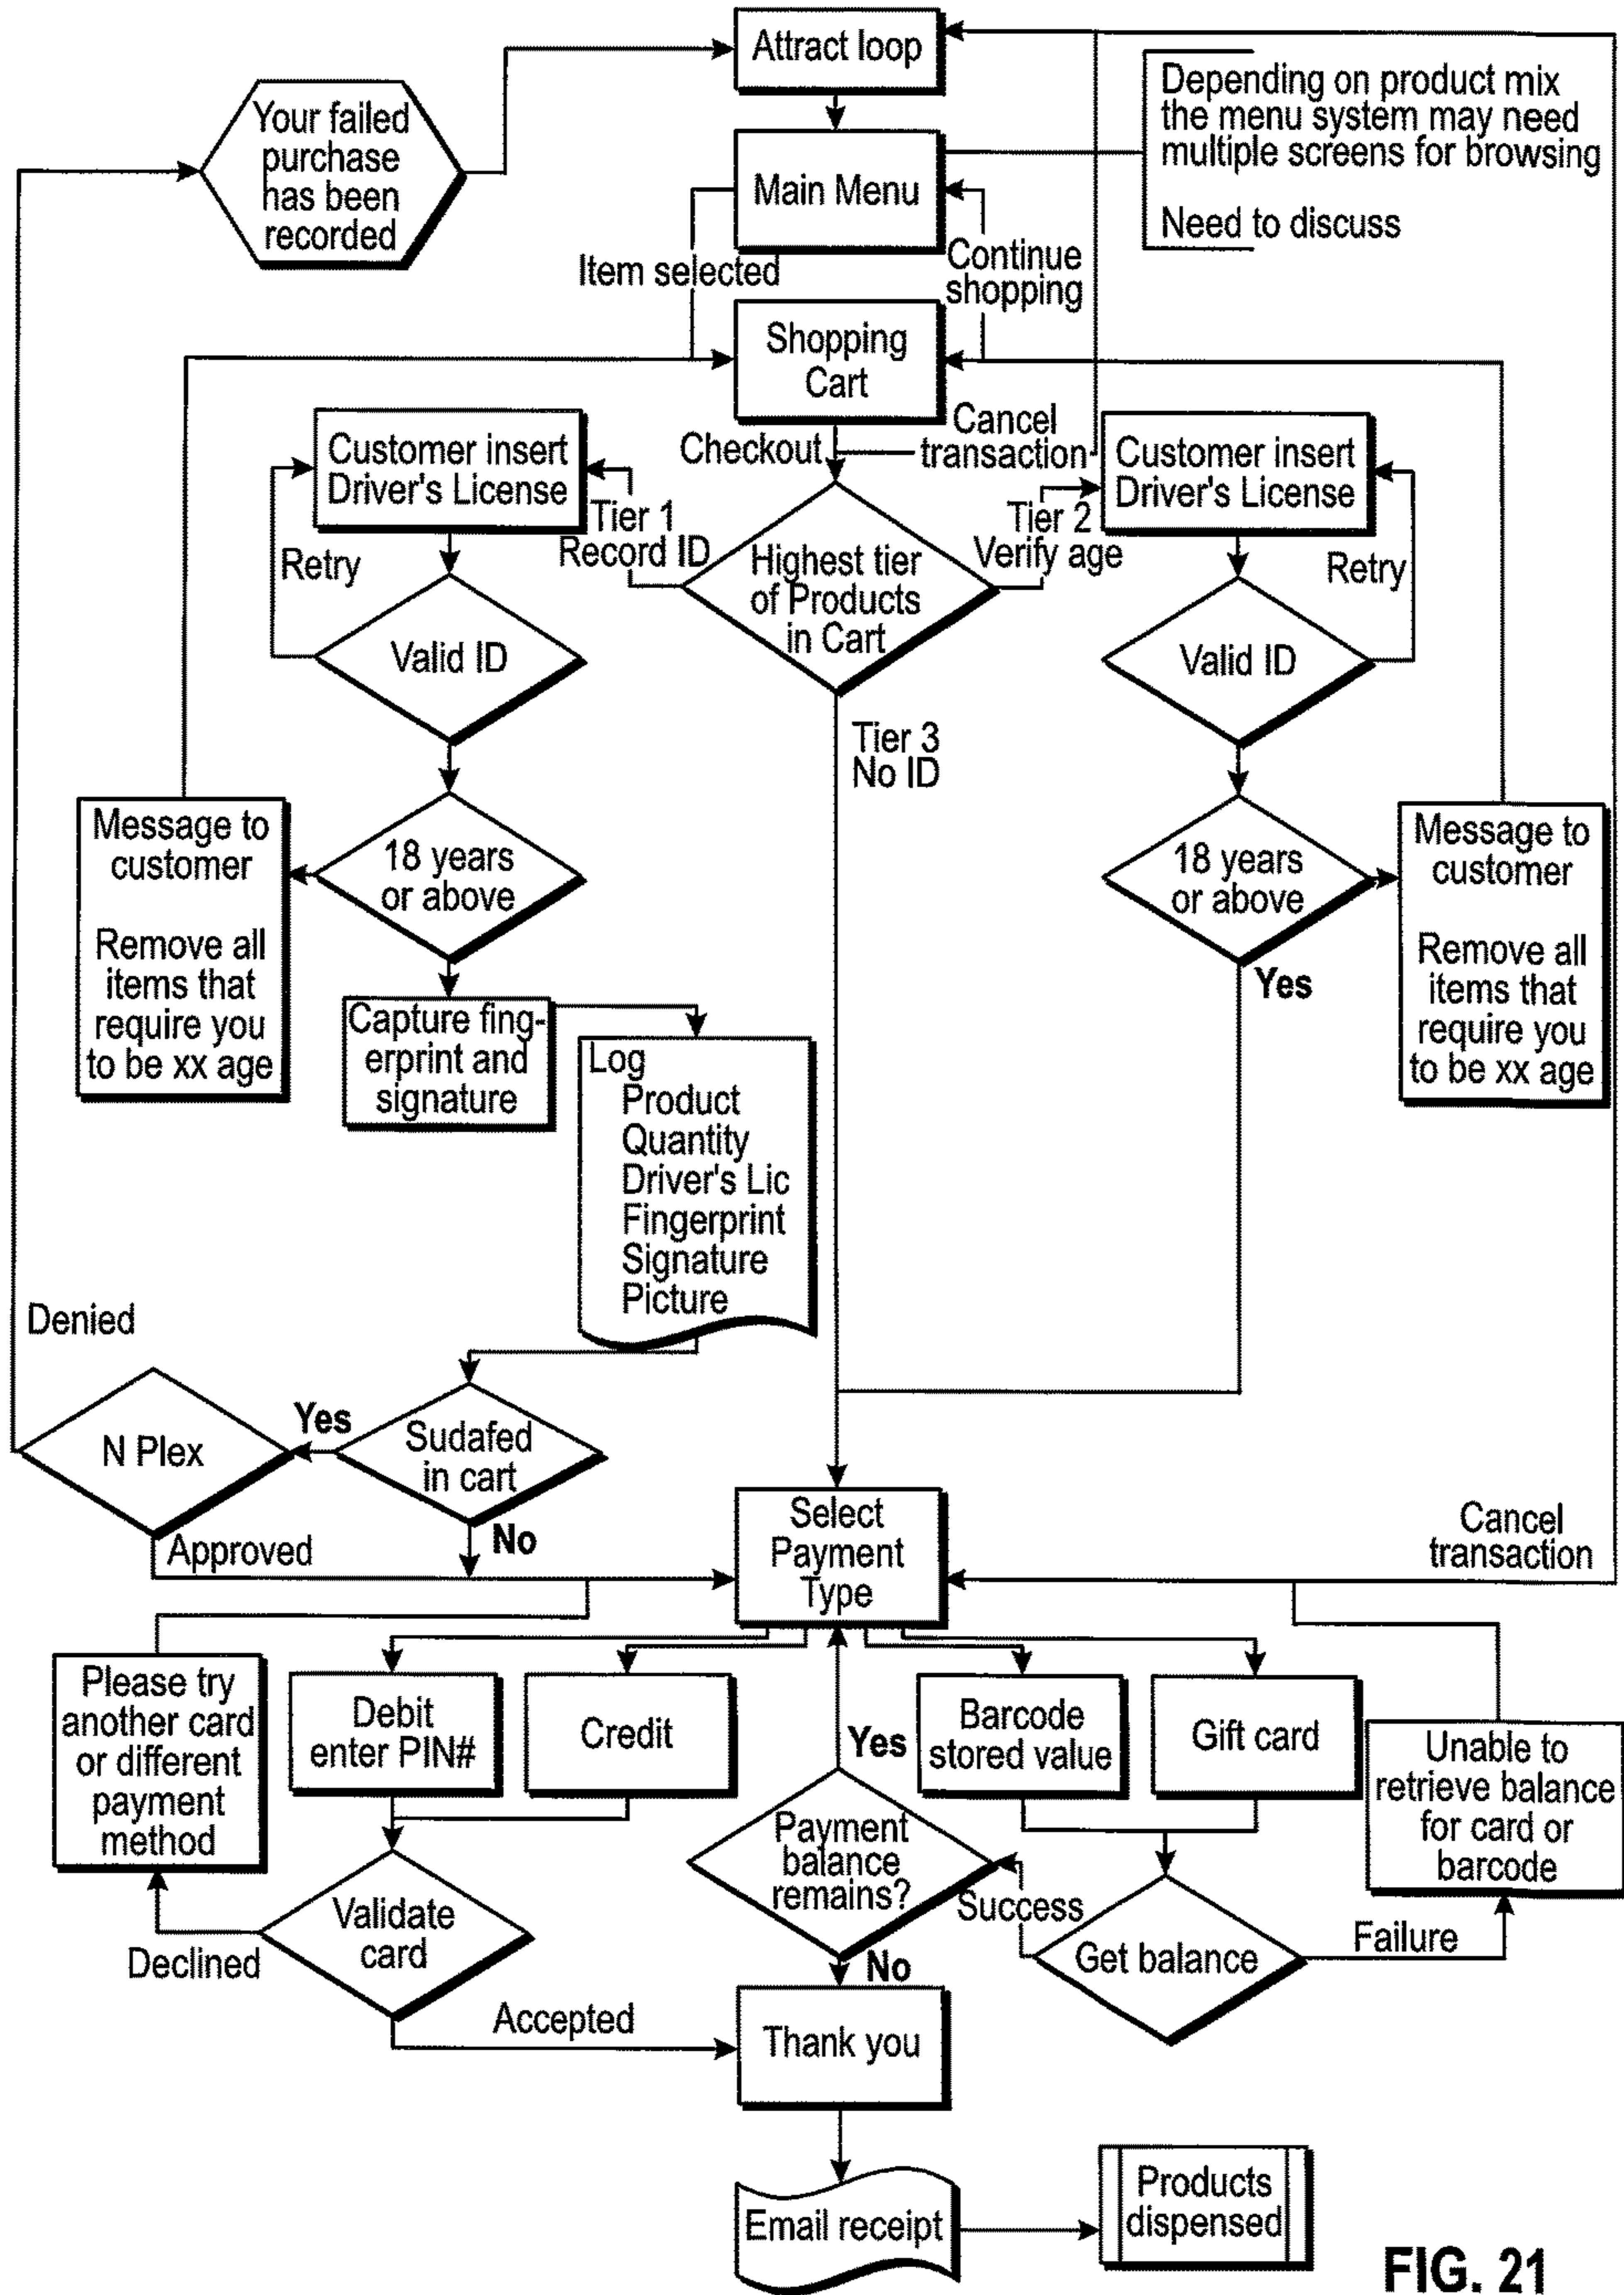 Attract loop
Depending on product mix
the menu system may need
multiple screens for browsing
Need to discuss
Your failed
purchase
has been
recorded
Main Menu
Item selected
Continue
shopping
Shopping
Cart
Checkout
Cancel
transaction
Customer insert
Driver's License
Tier 1
Record ID
Retry
Valid ID
Highest tier
of Products
in Cart
Tier 2
Verify age
Customer insert
Driver's License
Retry
Valid ID
Tier 3
No ID
Message to
customer
Remove all
items that
require you
to be xx age
18 years
or above
18 years
or above
Yes
Message to
customer
Remove all
items that
require you
to be xx age
Capture fing-
erprint and
signature
Log
Product
Quantity
Driver's Lic
Fingerprint
Signature
Picture
Denied
N Plex
Yes
Sudafed
in cart
Approved
No
Select
Payment
Type
Cancel
transaction
Please try
another card
or different
payment
method
Debit
enter PIN#
Credit
Yes
Barcode
stored value
Gift card
Unable to
retrieve balance
for card or
barcode
Payment
balance
remains?
Validate
card
Declined
Success
Get balance
Failure
No
Accepted
Thank you
Email receipt
Products
dispensed
FIG. 21